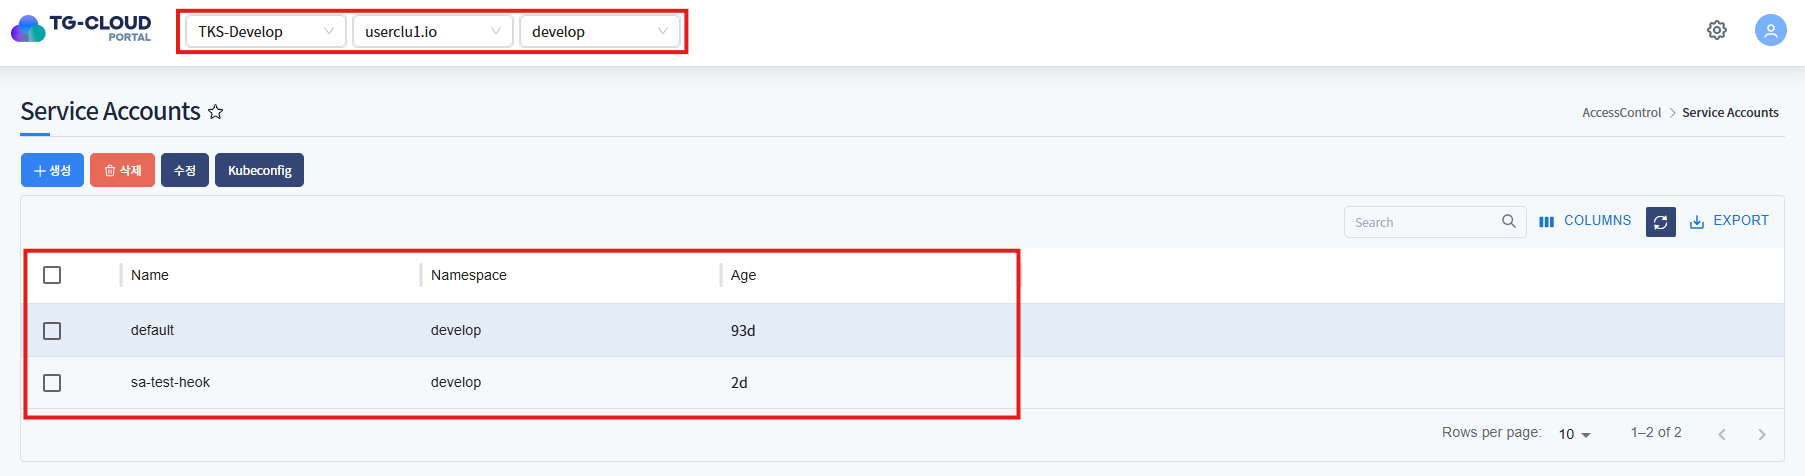 TG-CLOUD
PORTAL
TKS-Develop userclu1.io develop
Service Accounts
AccessControl > Service Accounts
+ 생성 삭제 수정 Kubeconfig
Search COLUMNS EXPORT
Name Namespace Age
default develop 93d
sa-test-heok develop 2d
Rows per page: 10 1–2 of 2